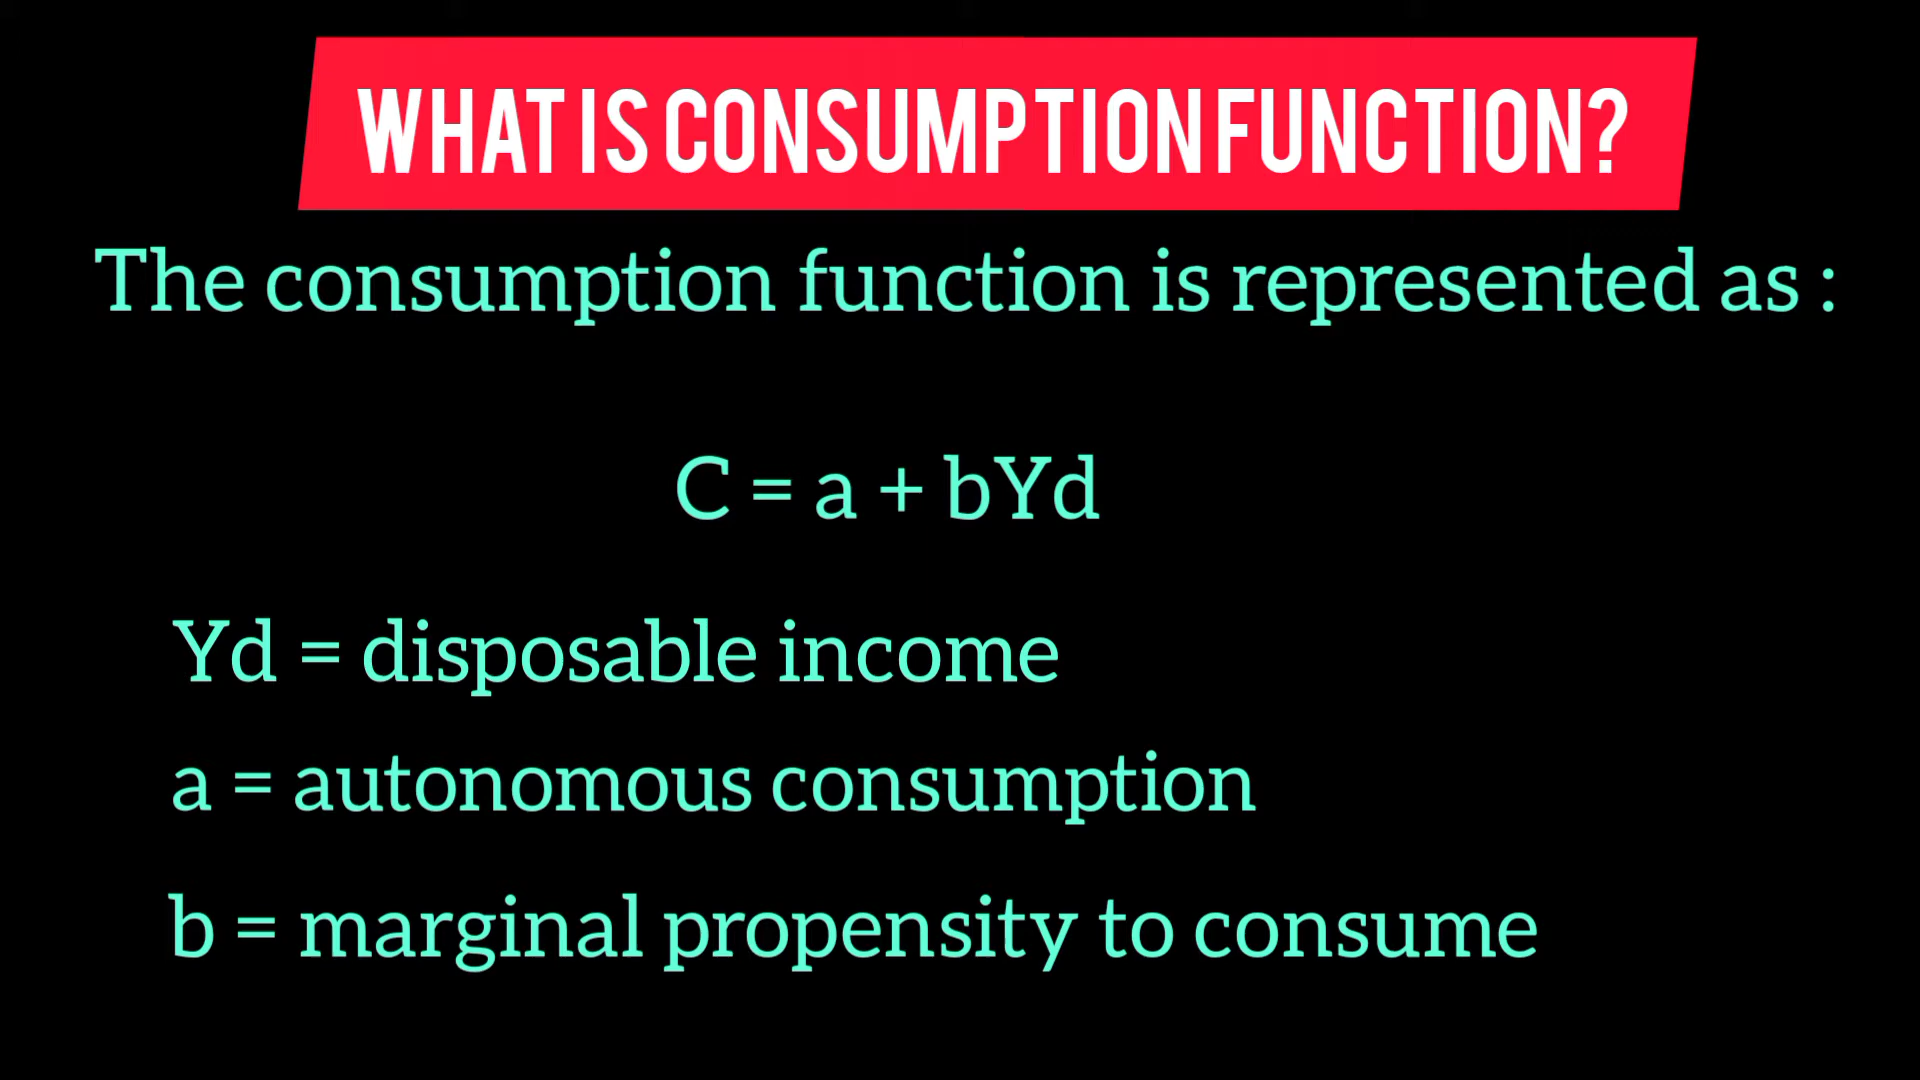 WHAT IS CONSUMPTION FUNCTION?
The consumption function is represented as :
C = a + bYd
Yd = disposable income
a = autonomous consumption
b = marginal propensity to consume